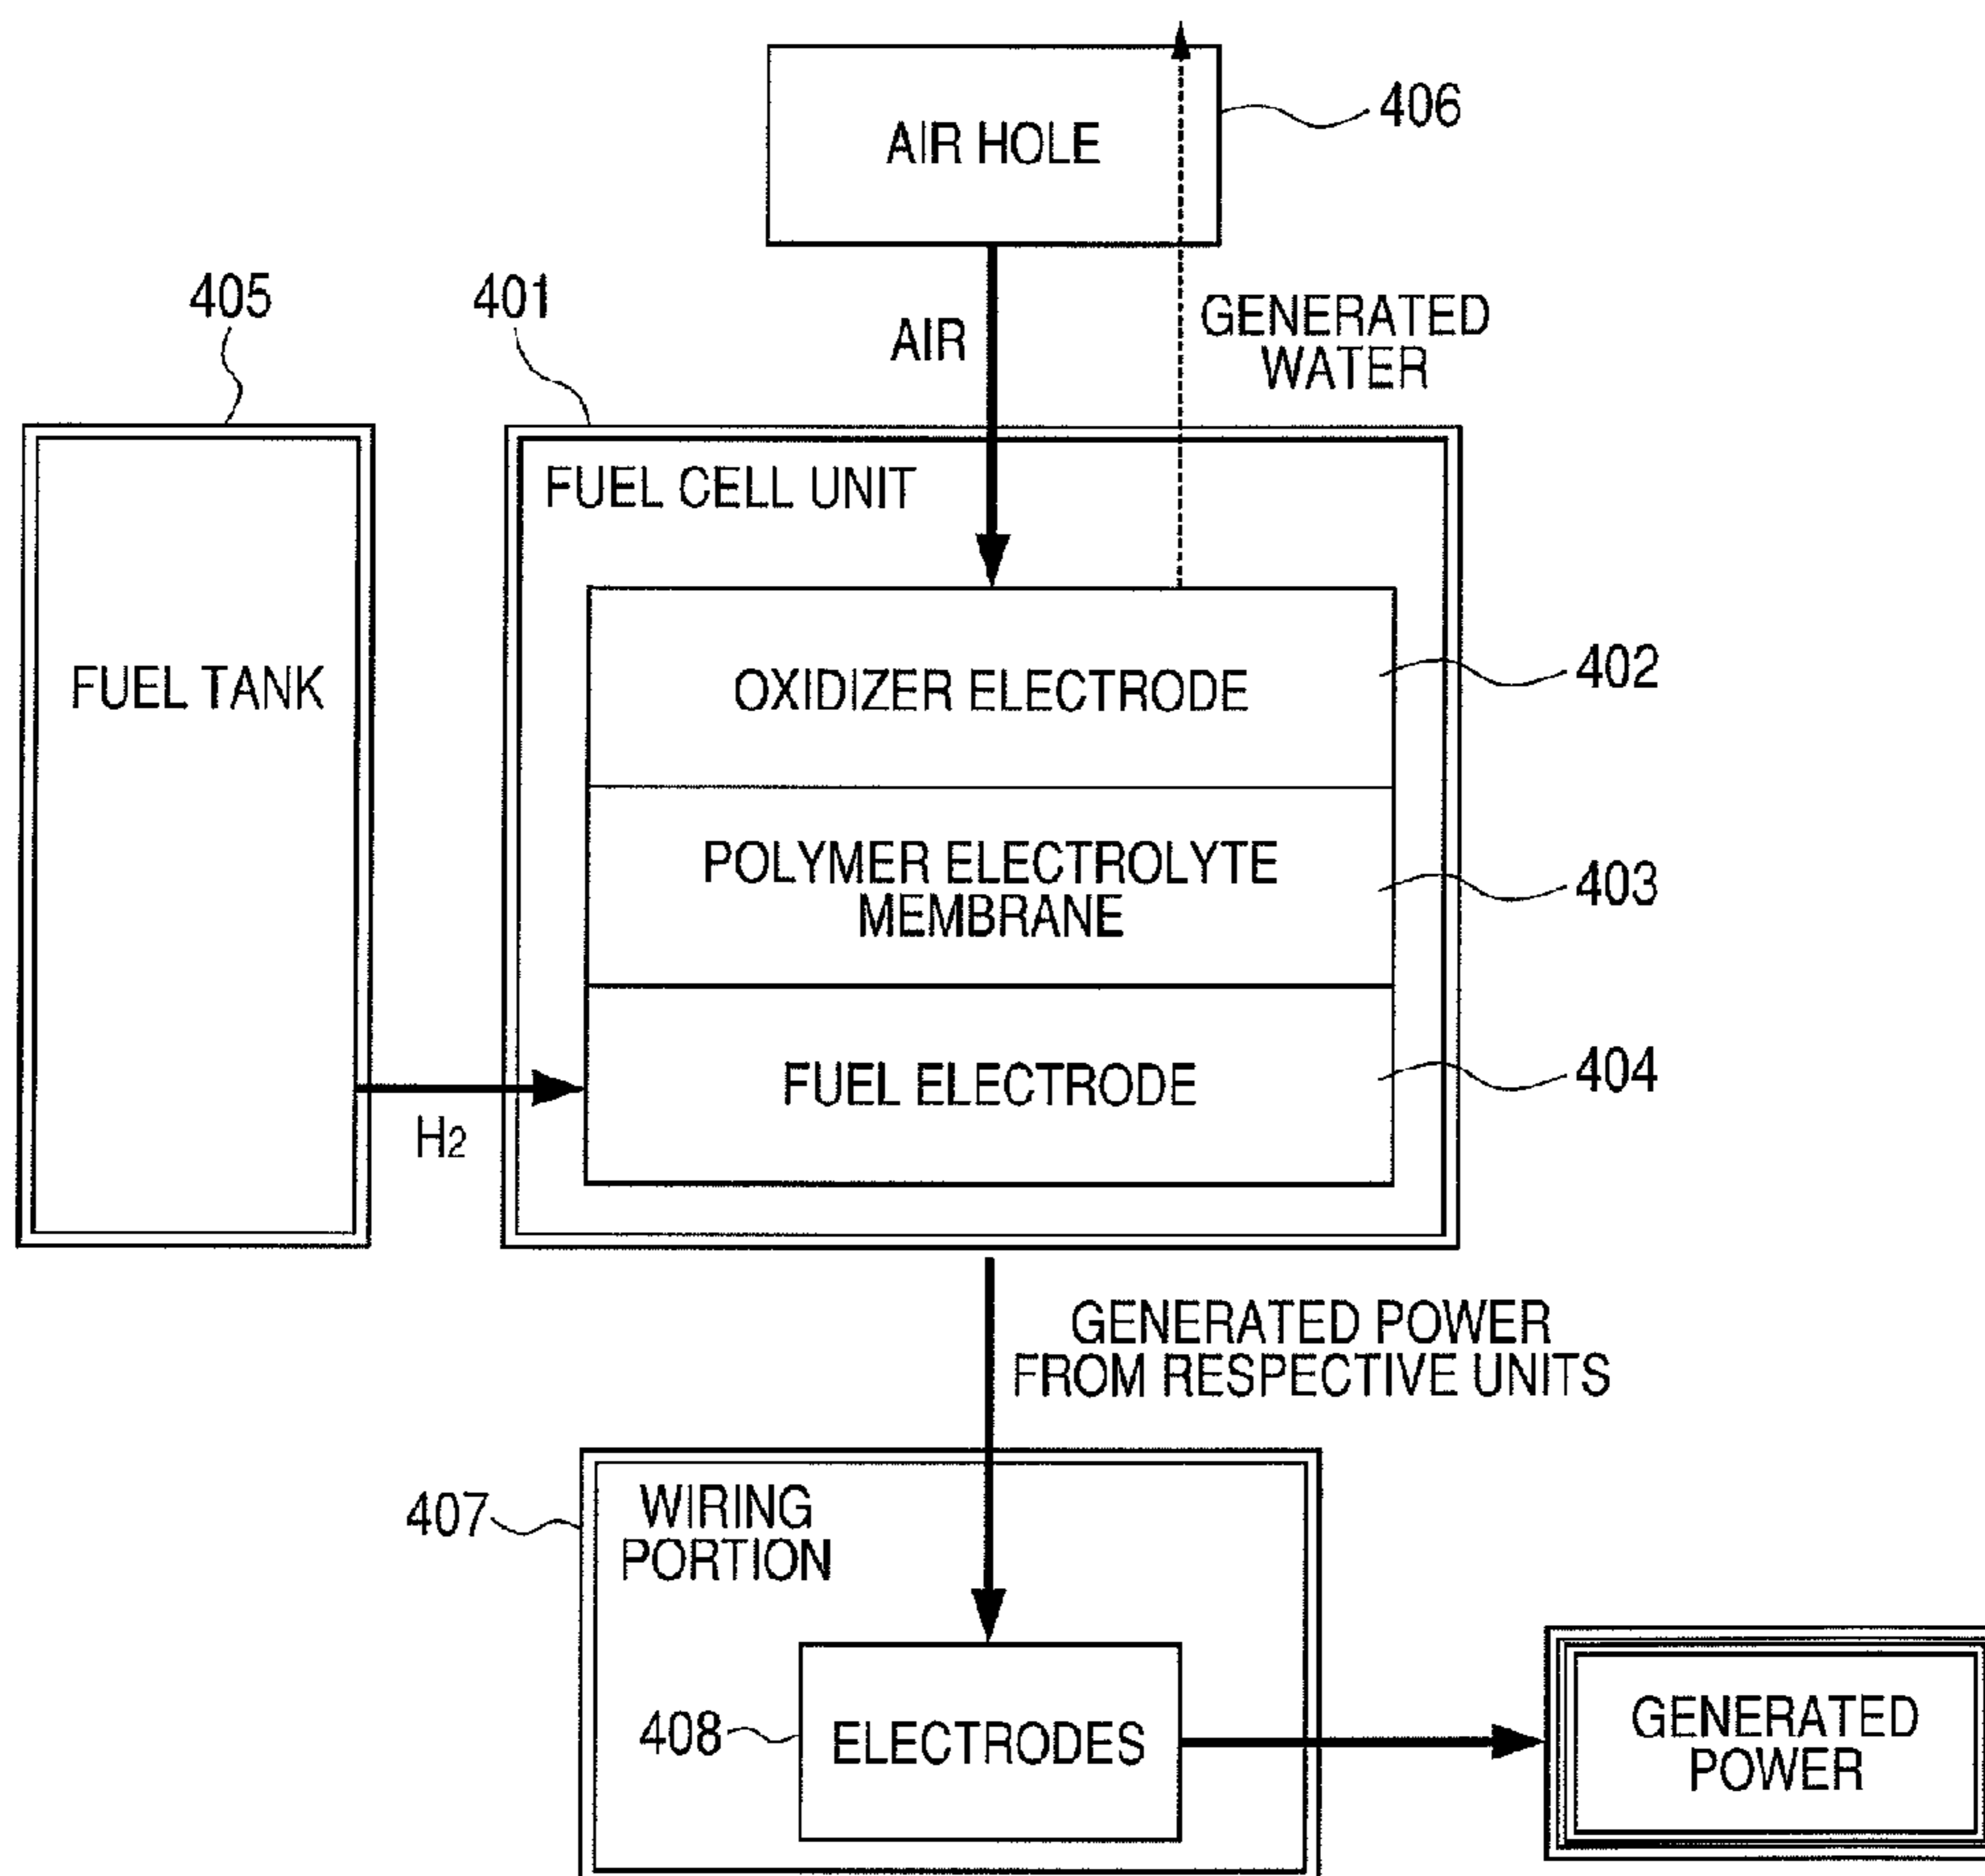 AIR HOLE
406
405
401
AIR
GENERATED
WATER
FUEL CELL UNIT
FUEL TANK
OXIDIZER ELECTRODE
402
POLYMER ELECTROLYTE
MEMBRANE
403
FUEL ELECTRODE
404
H2
GENERATED POWER
FROM RESPECTIVE UNITS
407
WIRING
PORTION
408
ELECTRODES
GENERATED
POWER